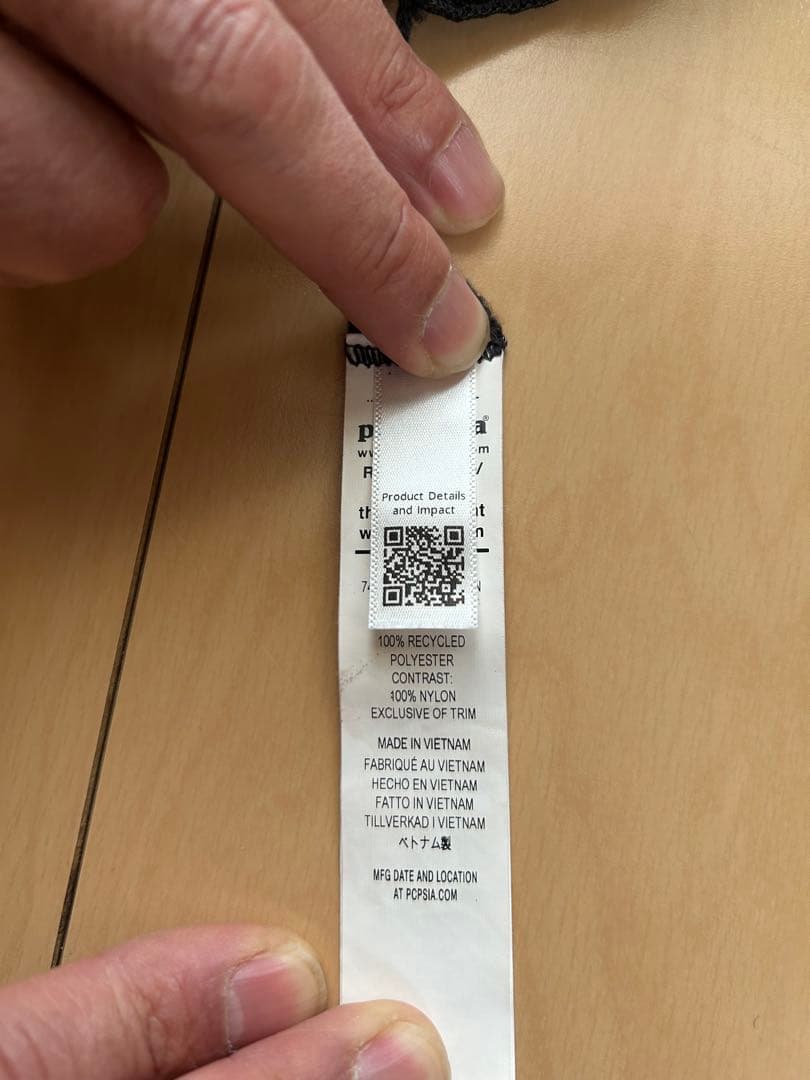 Product Details
and Impact
100% RECYCLED
POLYESTER
CONTRAST:
100% NYLON
EXCLUSIVE OF TRIM
MADE IN VIETNAM
FABRIQUÉ AU VIETNAM
HECHO EN VIETNAM
FATTO IN VIETNAM
TILLVERKAD I VIETNAM
ベトナム製
MFG DATE AND LOCATION
AT PCPSIA.COM